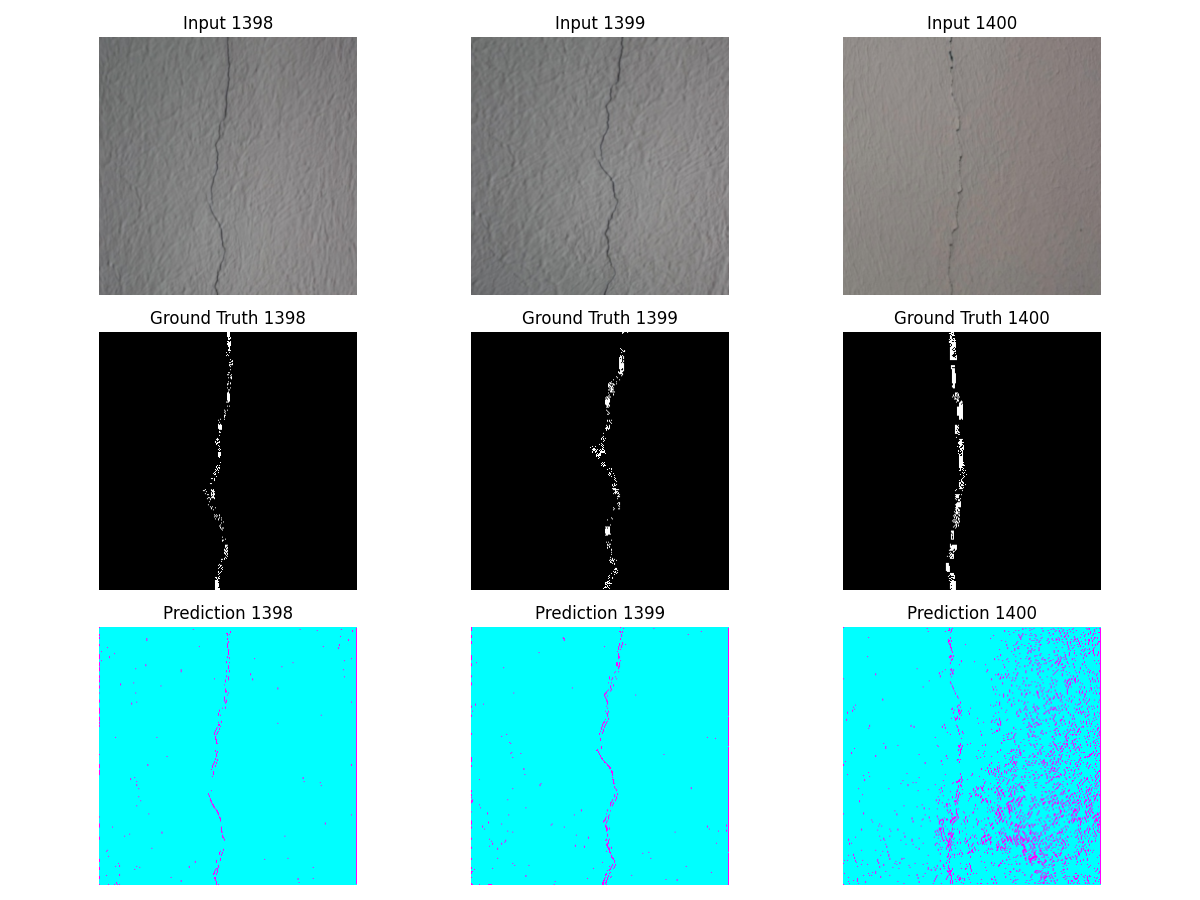 Input 1398
Input 1399
Input 1400
Ground Truth 1398
Ground Truth 1399
Ground Truth 1400
Prediction 1398
Prediction 1399
Prediction 1400